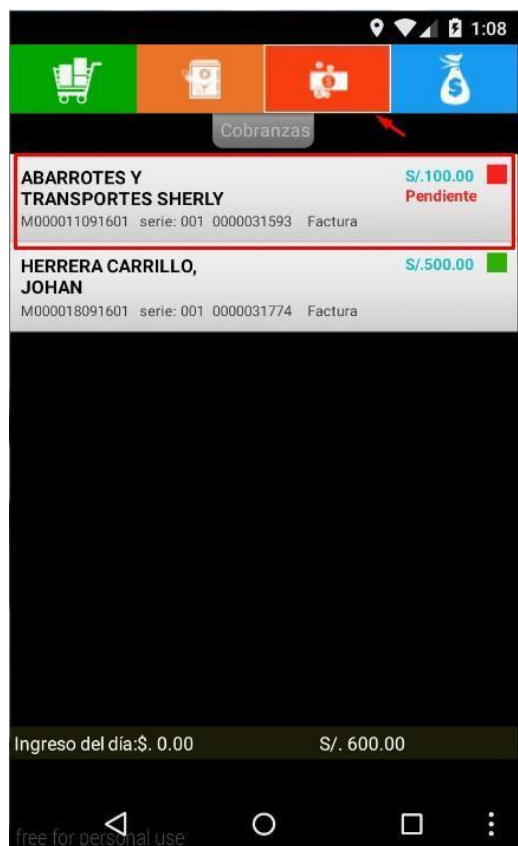 1:08
Cobranzas
ABARROTES Y
TRANSPORTES SHERLY
S/.100.00
Pendiente
M000011091601 serie: 001 0000031593 Factura
HERRERA CARRILLO,
JOHAN
S/.500.00
M000018091601 serie: 001 0000031774 Factura
Ingreso del día:$. 0.00 S/. 600.00
free for personal use